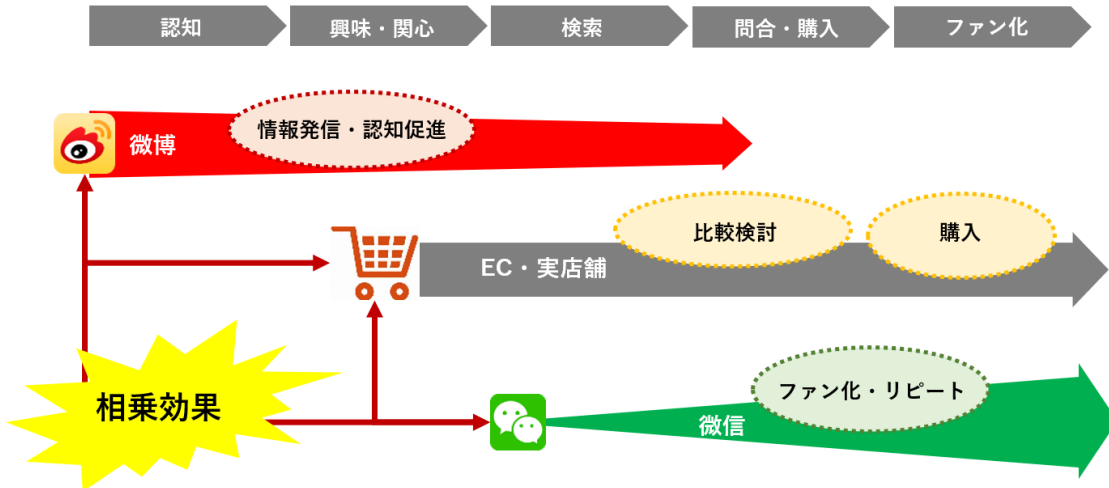 認知
興味・関心
検索
問合・購入
ファン化
情報発信・認知促進
微博
比較検討
購入
EC・実店舗
相乗効果
ファン化・リピート
微信